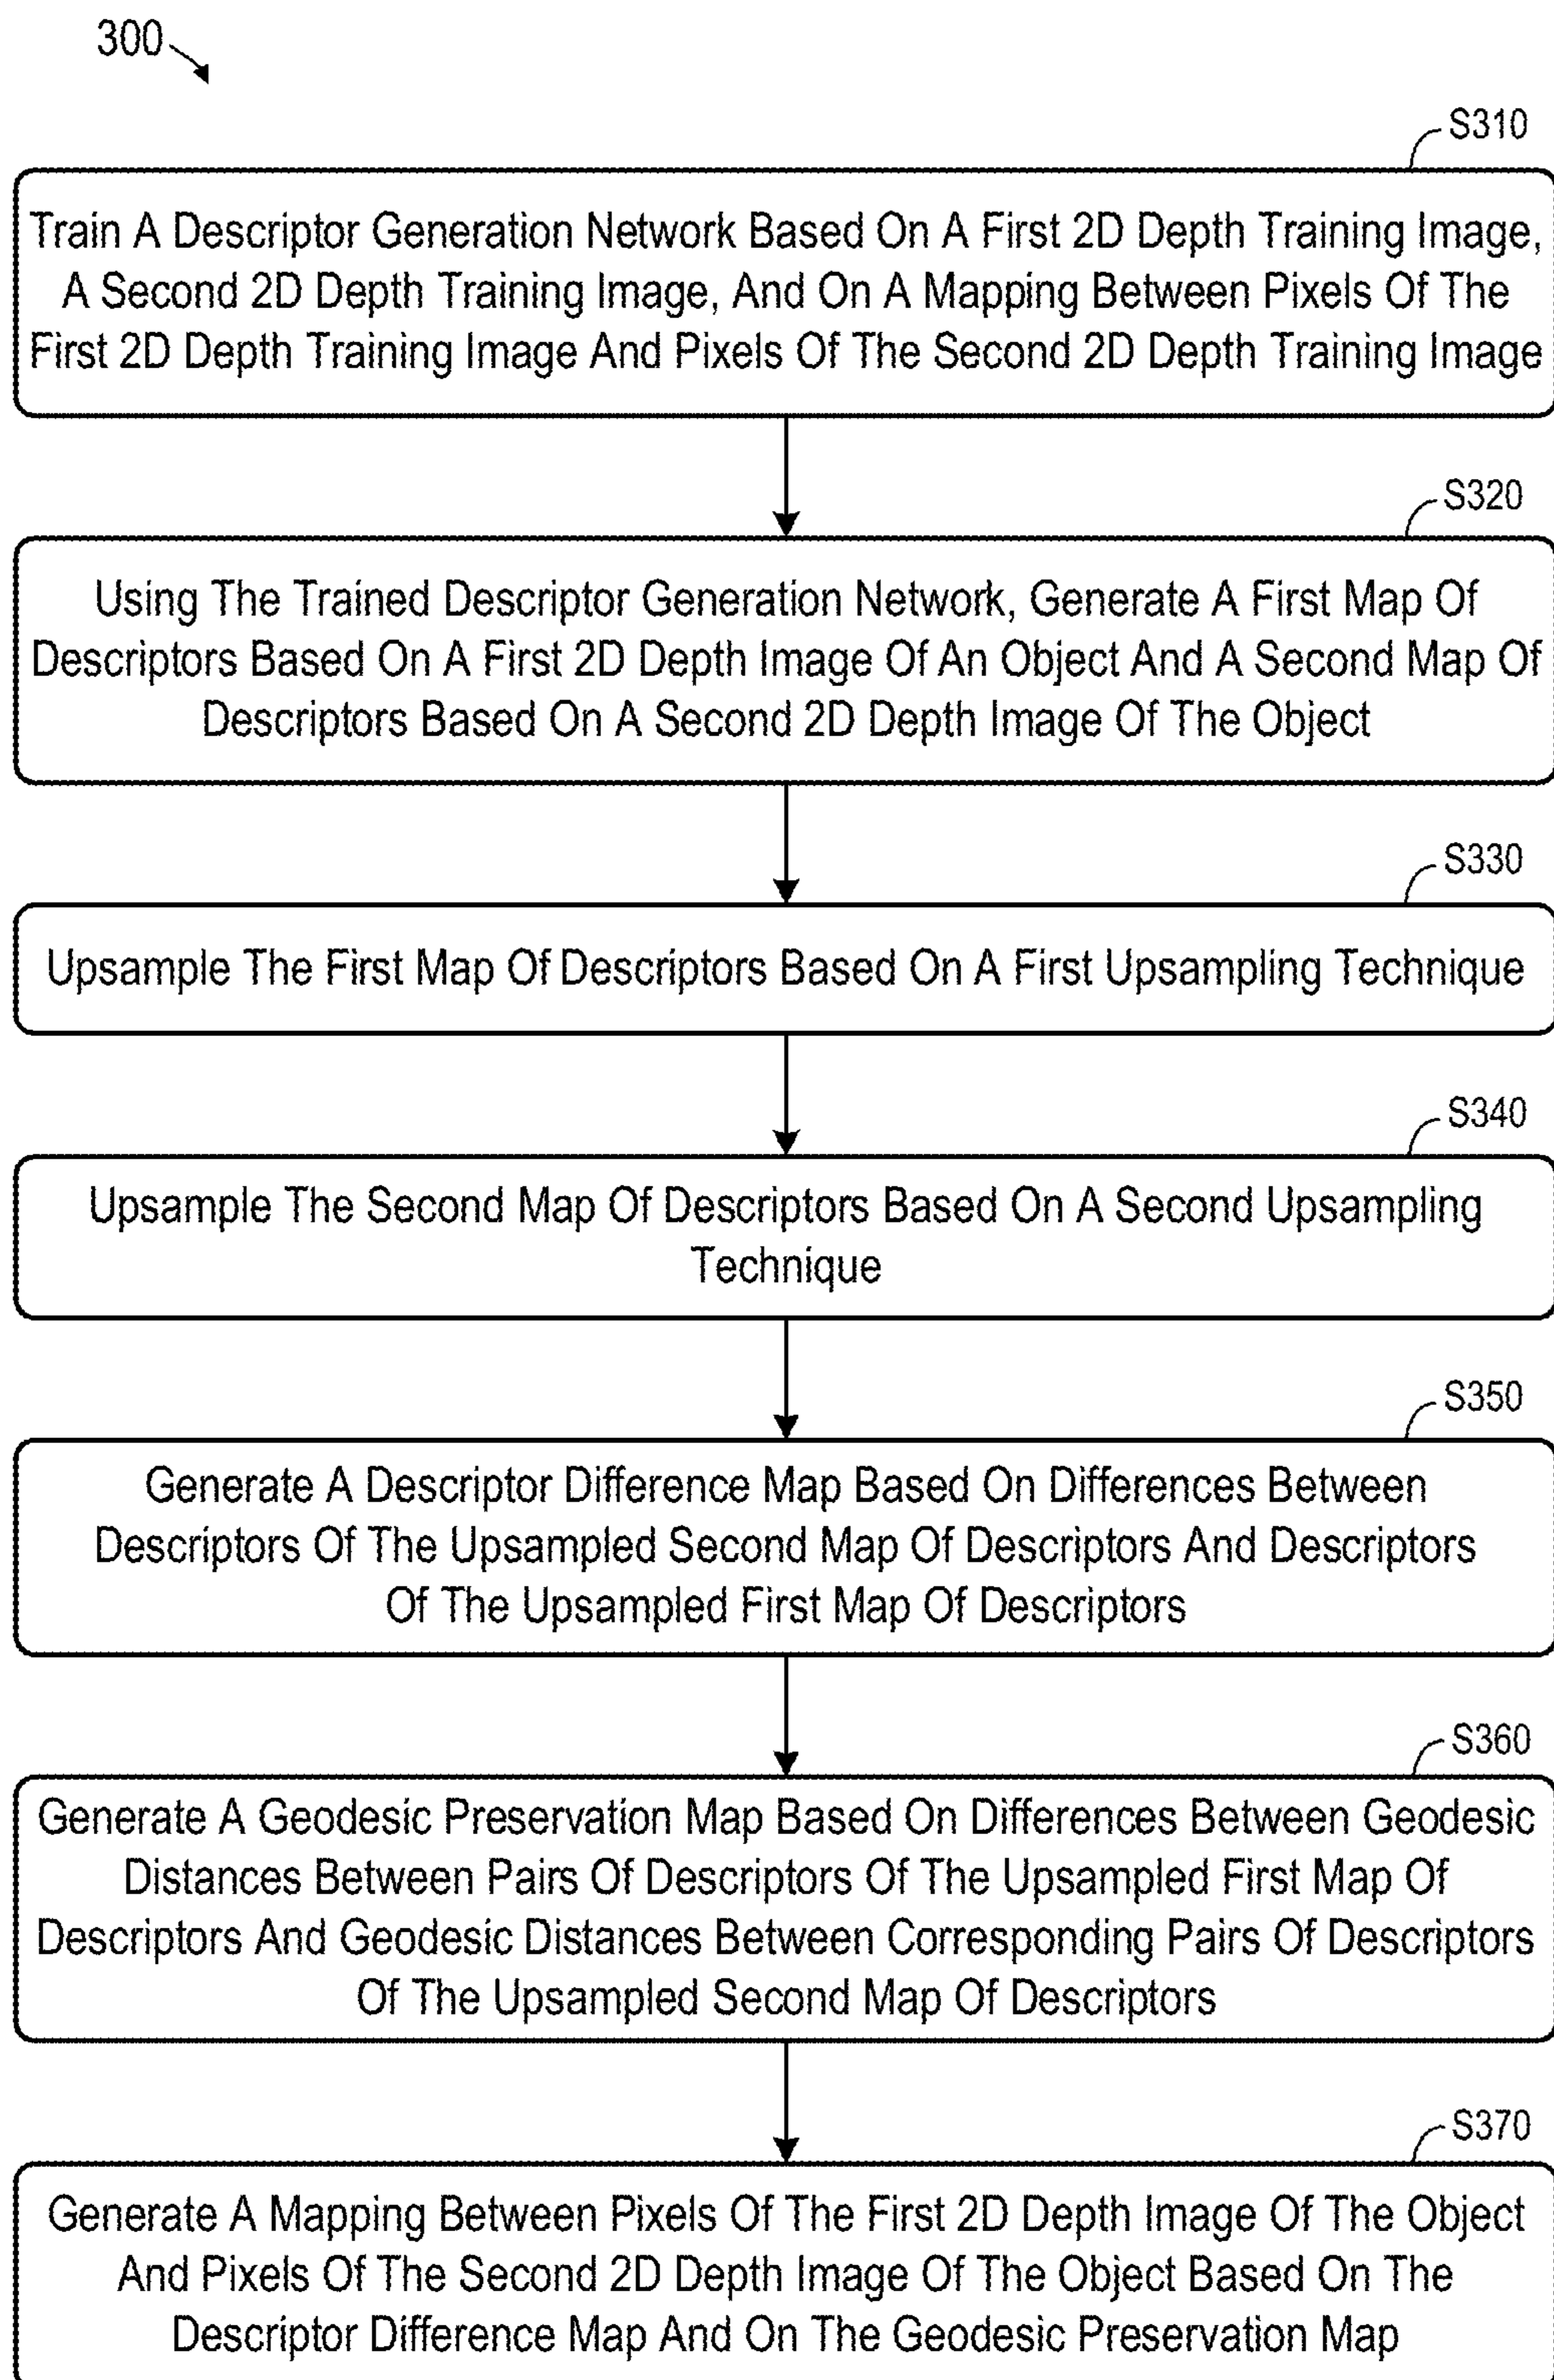 300
S310
Train A Descriptor Generation Network Based On A First 2D Depth Training Image,
A Second 2D Depth Training Image, And On A Mapping Between Pixels Of The
First 2D Depth Training Image And Pixels Of The Second 2D Depth Training Image
S320
Using The Trained Descriptor Generation Network, Generate A First Map Of
Descriptors Based On A First 2D Depth Image Of An Object And A Second Map Of
Descriptors Based On A Second 2D Depth Image Of The Object
S330
Upsample The First Map Of Descriptors Based On A First Upsampling Technique
S340
Upsample The Second Map Of Descriptors Based On A Second Upsampling
Technique
S350
Generate A Descriptor Difference Map Based On Differences Between
Descriptors Of The Upsampled Second Map Of Descriptors And Descriptors
Of The Upsampled First Map Of Descriptors
S360
Generate A Geodesic Preservation Map Based On Differences Between Geodesic
Distances Between Pairs Of Descriptors Of The Upsampled First Map Of
Descriptors And Geodesic Distances Between Corresponding Pairs Of Descriptors
Of The Upsampled Second Map Of Descriptors
S370
Generate A Mapping Between Pixels Of The First 2D Depth Image Of The Object
And Pixels Of The Second 2D Depth Image Of The Object Based On The
Descriptor Difference Map And On The Geodesic Preservation Map